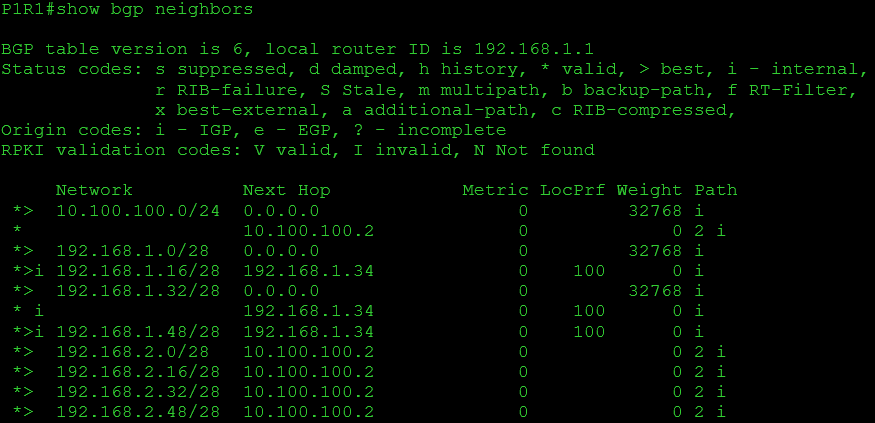 P1R1#show bgp neighbors
BGP table version is 6, local router ID is 192.168.1.1
Status codes: s suppressed, d damped, h history, * valid, > best, i - internal,
r RIB-failure, S Stale, m multipath, b backup-path, f RT-Filter,
x best-external, a additional-path, c RIB-compressed,
Origin codes: i - IGP, e - EGP, ? - incomplete
RPKI validation codes: V valid, I invalid, N Not found
Network Next Hop Metric LocPrf Weight Path
*> 10.100.100.0/24 0.0.0.0 0 32768 i
* 10.100.100.2 0 0 2 i
*> 192.168.1.0/28 0.0.0.0 0 32768 i
*>i 192.168.1.16/28 192.168.1.34 0 100 0 i
*> 192.168.1.32/28 0.0.0.0 0 32768 i
* i 192.168.1.34 0 100 0 i
*>i 192.168.1.48/28 192.168.1.34 0 100 0 i
*> 192.168.2.0/28 10.100.100.2 0 0 2 i
*> 192.168.2.16/28 10.100.100.2 0 0 2 i
*> 192.168.2.32/28 10.100.100.2 0 0 2 i
*> 192.168.2.48/28 10.100.100.2 0 0 2 i